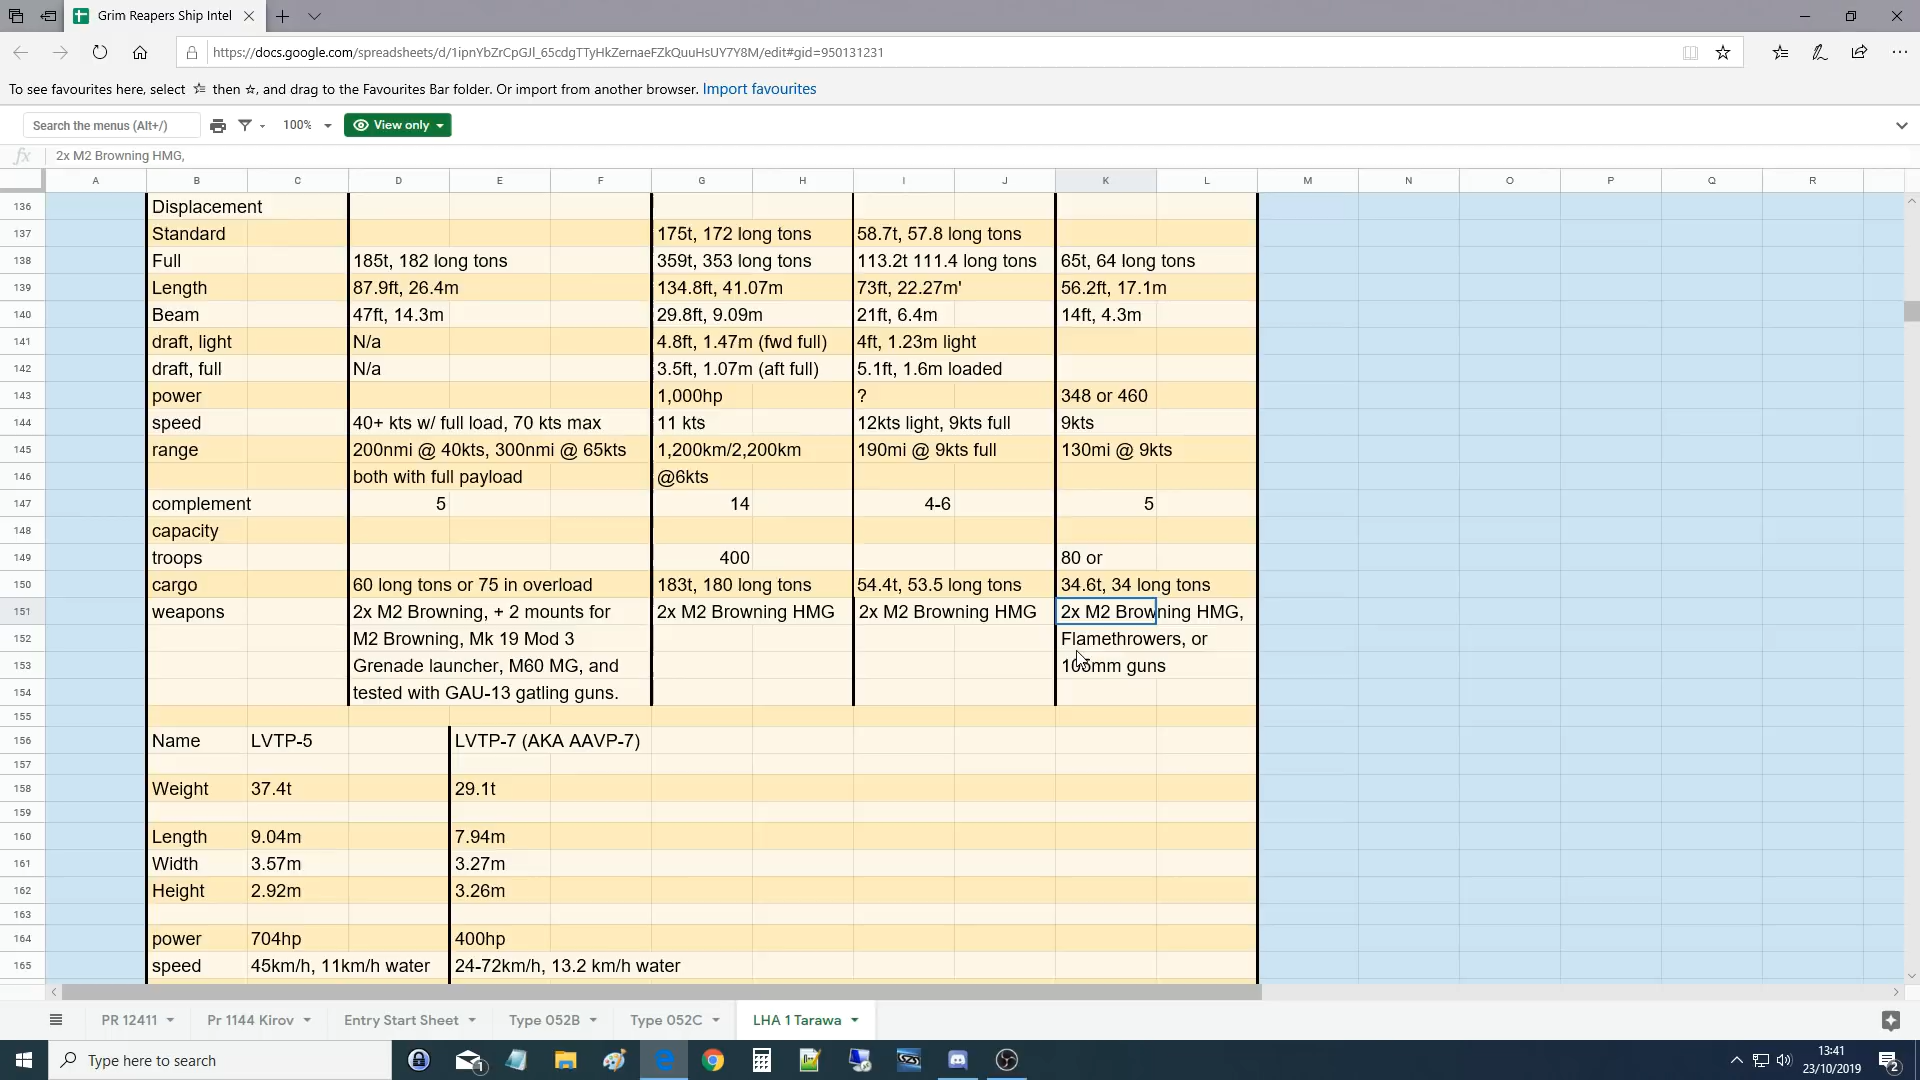 Grim Reapers Ship Intel
https://docs.google.com/spreadsheets/d/1ipnYbZrCpGJl_65cdgTTyHkZernaeFZkQuuHsUY7Y8M/edit#gid=950131231
To see favourites here, select then , and drag to the Favourites Bar folder. Or import from another browser. Import favourites
Search the menus (Alt+/) 100% View only
fx 2x M2 Browning HMG,
A B C D E F G H I J K L M N O P Q R
136 Displacement
137 Standard 175t, 172 long tons 58.7t, 57.8 long tons
138 Full 185t, 182 long tons 359t, 353 long tons 113.2t 111.4 long tons 65t, 64 long tons
139 Length 87.9ft, 26.4m 134.8ft, 41.07m 73ft, 22.27m' 56.2ft, 17.1m
140 Beam 47ft, 14.3m 29.8ft, 9.09m 21ft, 6.4m 14ft, 4.3m
141 draft, light N/a 4.8ft, 1.47m (fwd full) 4ft, 1.23m light
142 draft, full N/a 3.5ft, 1.07m (aft full) 5.1ft, 1.6m loaded
143 power 1,000hp ? 348 or 460
144 speed 40+ kts w/ full load, 70 kts max 11 kts 12kts light, 9kts full 9kts
145 range 200nmi @ 40kts, 300nmi @ 65kts 1,200km/2,200km 190mi @ 9kts full 130mi @ 9kts
146 both with full payload @6kts
147 complement 5 14 4-6 5
148 capacity
149 troops 400 80 or
150 cargo 60 long tons or 75 in overload 183t, 180 long tons 54.4t, 53.5 long tons 34.6t, 34 long tons
151 weapons 2x M2 Browning, + 2 mounts for 2x M2 Browning HMG 2x M2 Browning HMG 2x M2 Browning HMG,
152 M2 Browning, Mk 19 Mod 3 Flamethrowers, or
153 Grenade launcher, M60 MG, and guns
154 tested with GAU-13 gatling guns.
155
156 Name LVTP-5 LVTP-7 (AKA AAVP-7)
157
158 Weight 37.4t 29.1t
159
160 Length 9.04m 7.94m
161 Width 3.57m 3.27m
162 Height 2.92m 3.26m
163
164 power 704hp 400hp
165 speed 45km/h, 11km/h water 24-72km/h, 13.2 km/h water
PR 12411 Pr 1144 Kirov Entry Start Sheet Type 052B Type 052C LHA 1 Tarawa
Type here to search
1
13:41
23/10/2019
2